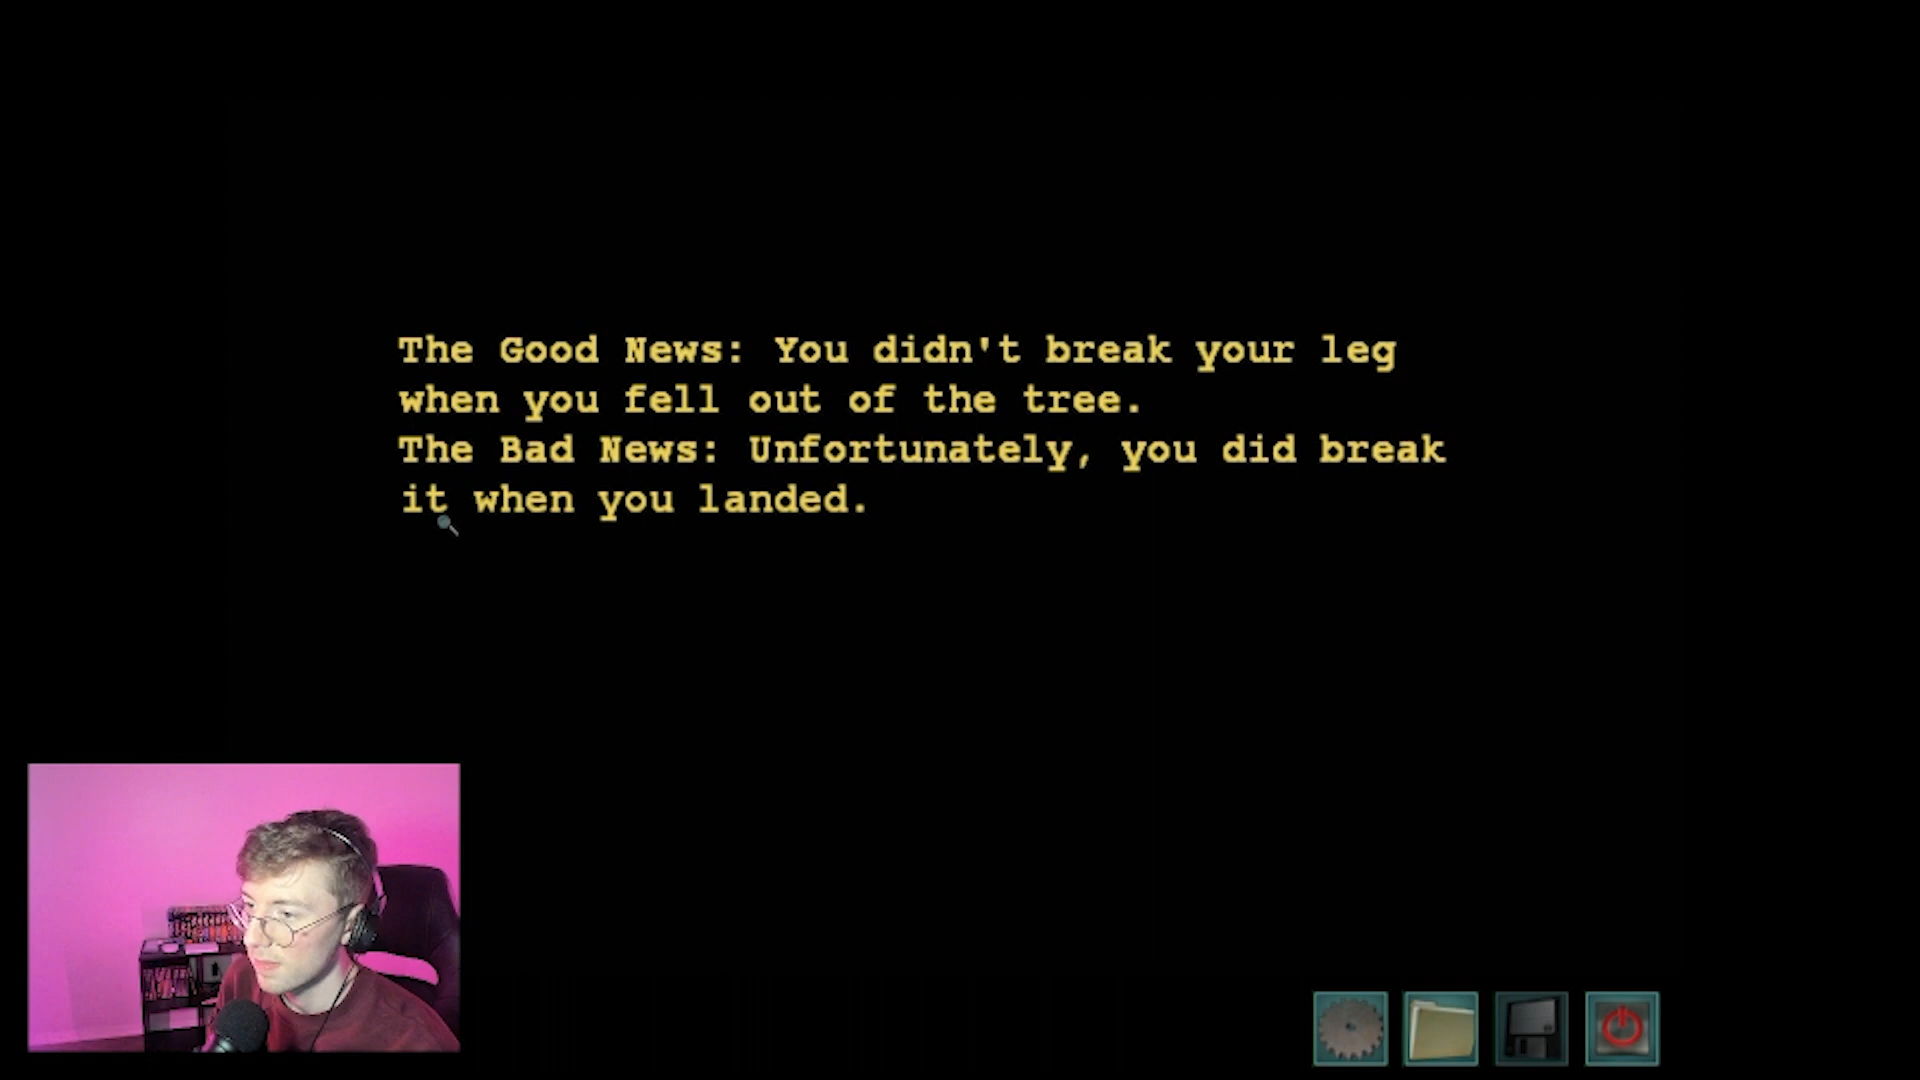 The Good News: You didn't break your leg
when you fell out of the tree.
The Bad News: Unfortunately, you did break
it when you landed.